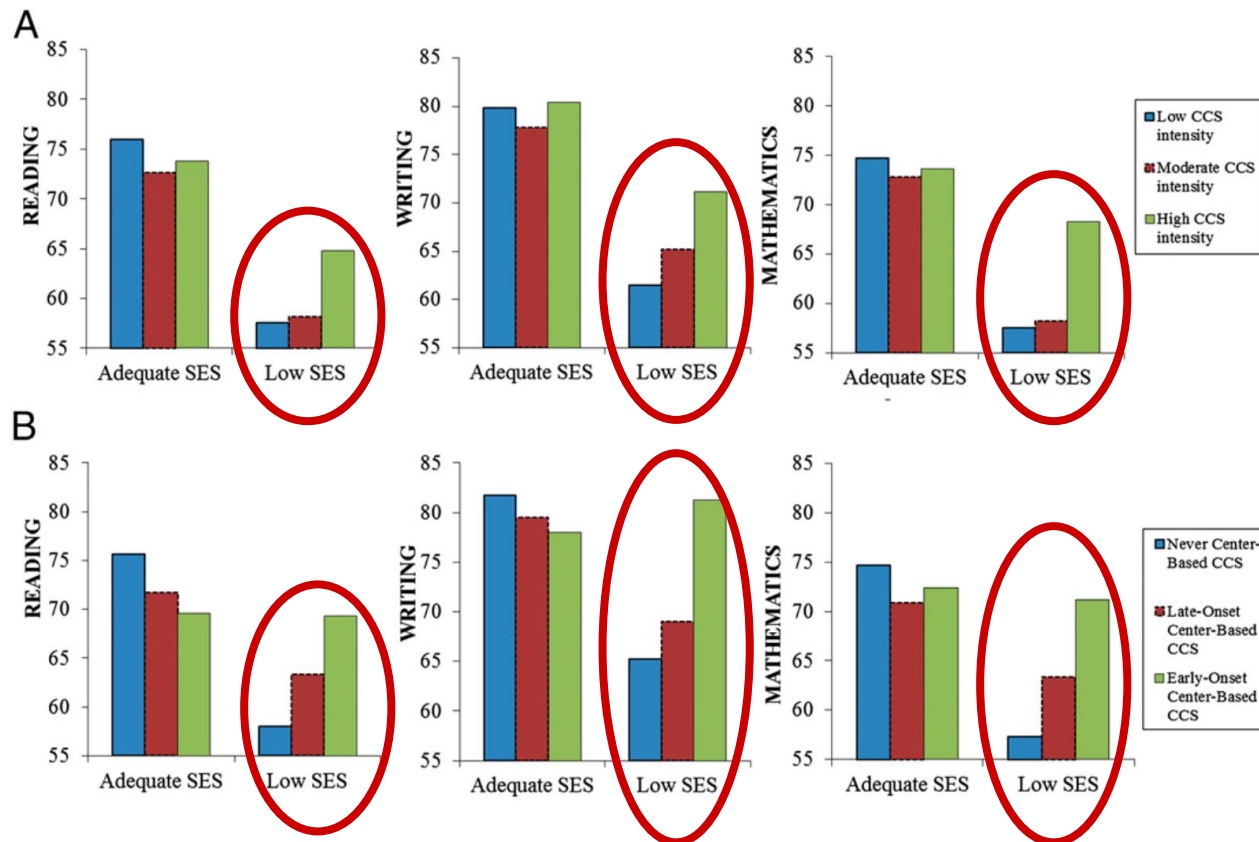 A
READING
85
80
75
70
65
60
55
Adequate SES
Low SES
WRITING
85
80
75
70
65
60
55
Adequate SES
Low SES
MATHEMATICS
85
80
75
70
65
60
55
Adequate SES
Low SES
Low CCS
intensity
Moderate CCS
intensity
High CCS
intensity
B
READING
85
80
75
70
65
60
55
Adequate SES
Low SES
WRITING
85
80
75
70
65
60
55
Adequate SES
Low SES
MATHEMATICS
85
80
75
70
65
60
55
Adequate SES
Low SES
Never Center-
Based CCS
Late-Onset
Center-Based
CCS
Early-Onset
Center-Based
CCS